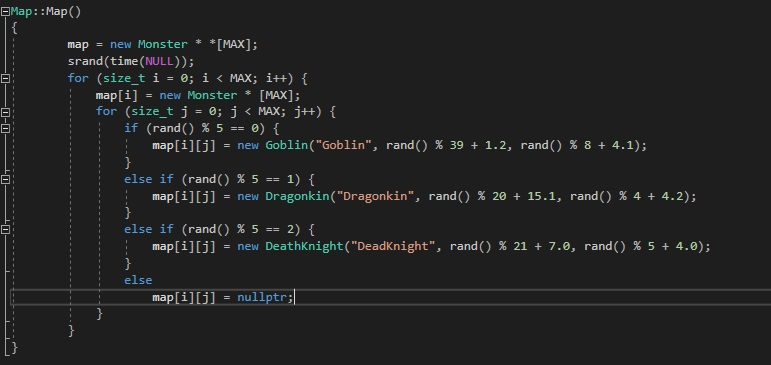 Map::Map()
{
map = new Monster * *[MAX];
srand(time(NULL));
for (size_t i = 0; i < MAX; i++) {
map[i] = new Monster * [MAX];
for (size_t j = 0; j < MAX; j++) {
if (rand() % 5 == 0) {
map[i][j] = new Goblin("Goblin", rand() % 39 + 1.2, rand() % 8 + 4.1);
}
else if (rand() % 5 == 1) {
map[i][j] = new Dragonkin("Dragonkin", rand() % 20 + 15.1, rand() % 4 + 4.2);
}
else if (rand() % 5 == 2) {
map[i][j] = new DeathKnight("DeadKnight", rand() % 21 + 7.0, rand() % 5 + 4.0);
}
else
map[i][j] = nullptr;
}
}
}